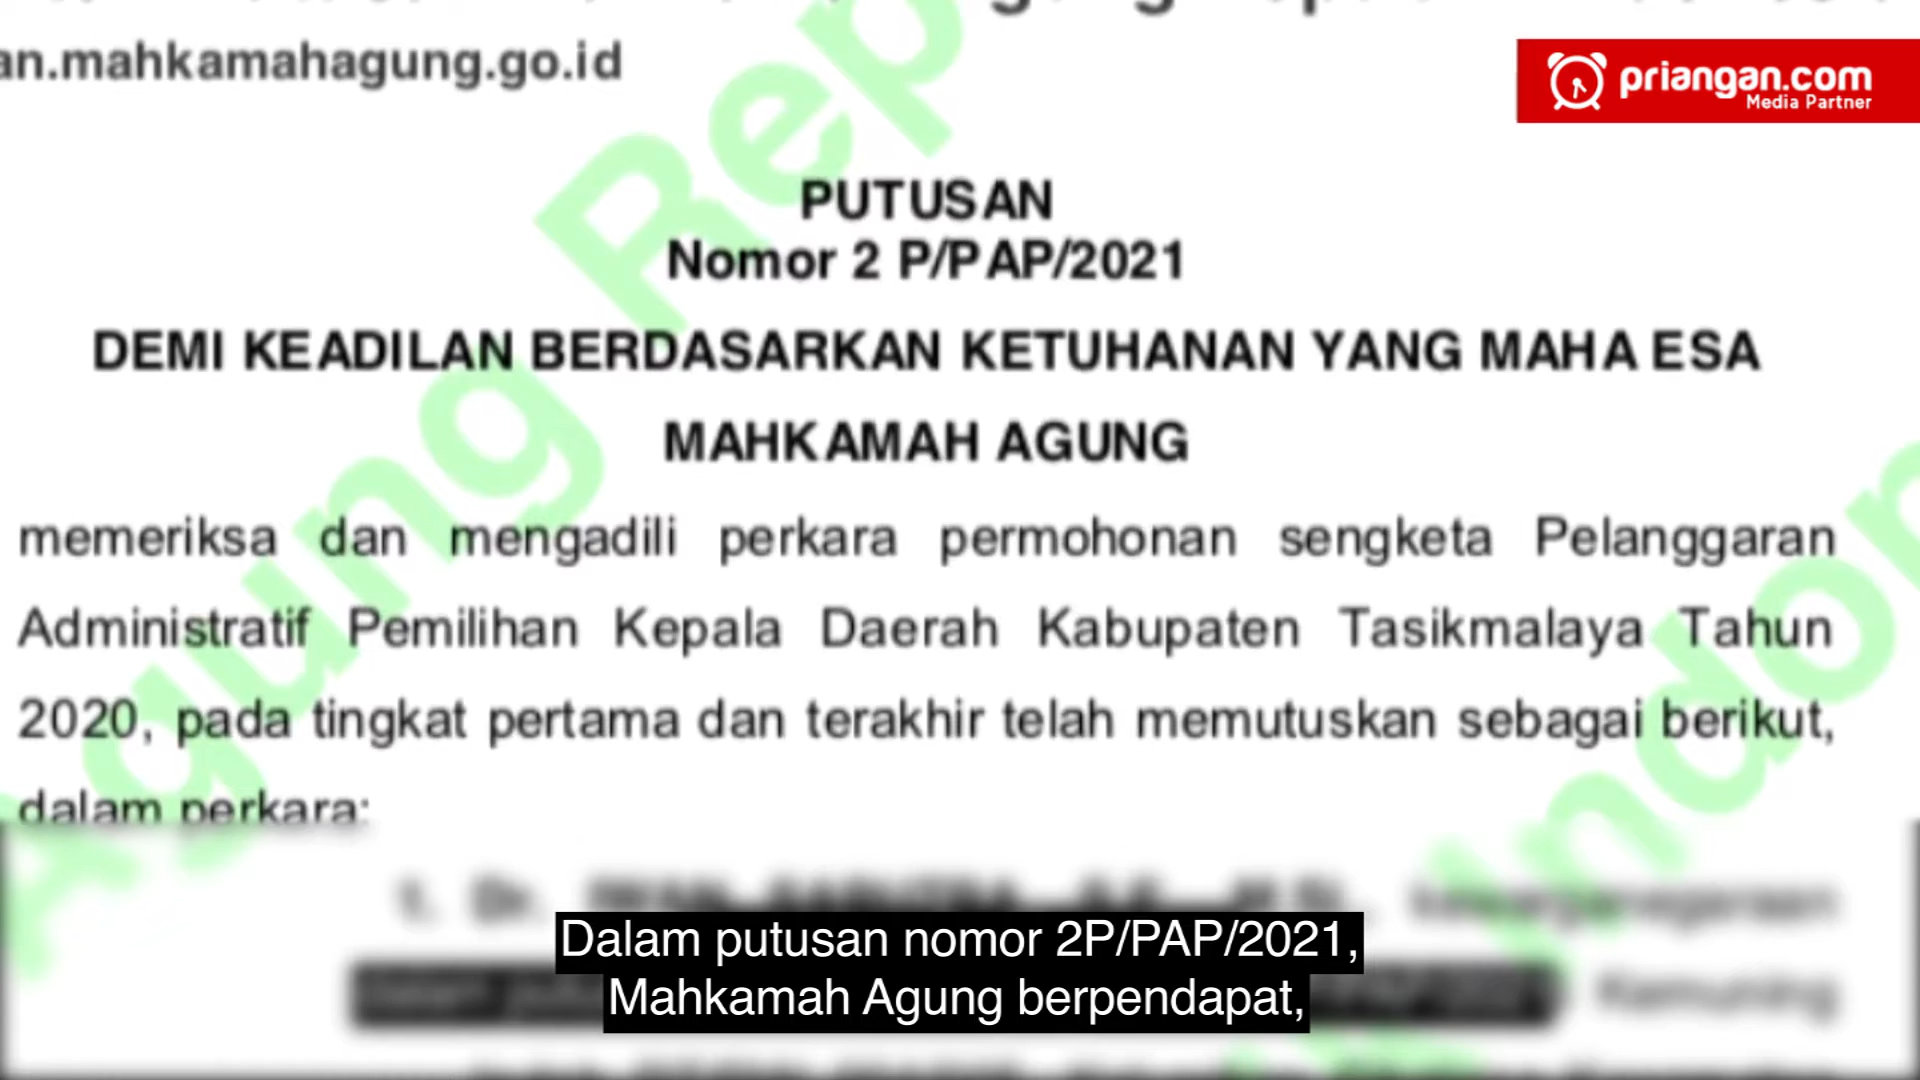 an.mahkamahagung.go.id
priangan.com
Media Partner
PUTUSAN
Nomor 2 P/PAP/2021
DEMI KEADILAN BERDASARKAN KETUHANAN YANG MAHA ESA
MAHKAMAH AGUNG
memeriksa dan mengadili perkara permohonan sengketa Pelanggaran
Administratif Pemilihan Kepala Daerah Kabupaten Tasikmalaya Tahun
2020, pada tingkat pertama dan terakhir telah memutuskan sebagai berikut,
dalam perkara:
1. Dr.
Kemuning
Dalam putusan nomor 2P/PAP/2021,
Mahkamah Agung berpendapat,